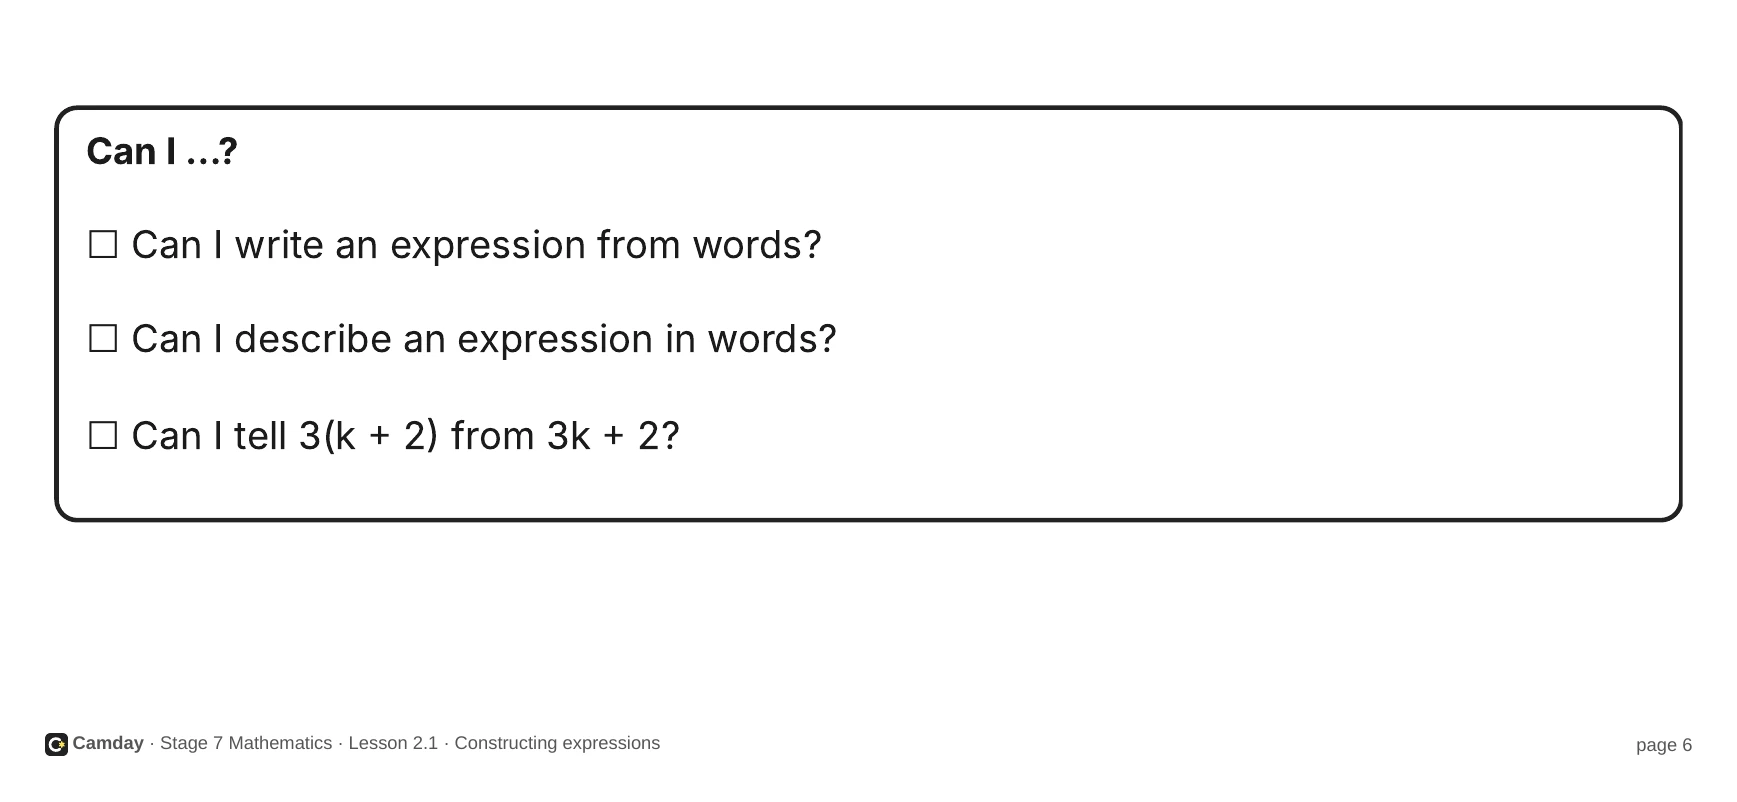 Can I …?
☐ Can I write an expression from words?
☐ Can I describe an expression in words?
☐ Can I tell 3(k + 2) from 3k + 2?
Camday · Stage 7 Mathematics · Lesson 2.1 · Constructing expressions
page 6